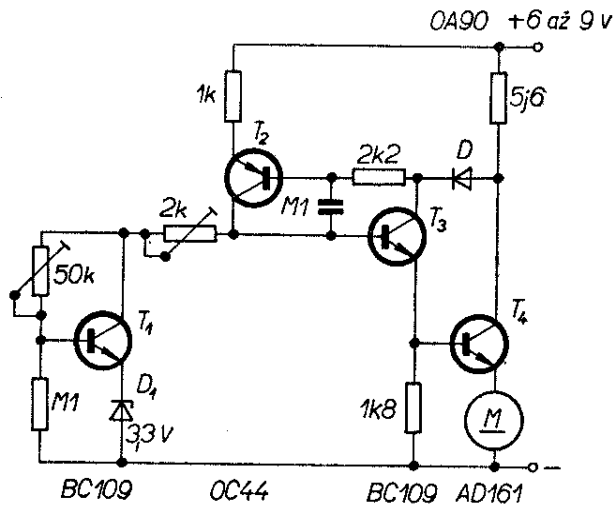 OA90 +6 až 9 v
1k
5j6
T2
2k2
D
M1
T3
2k
50k
T1
T4
M1
D1
3,3 V
1k8
M
–
BC109 OC44 BC109 AD161